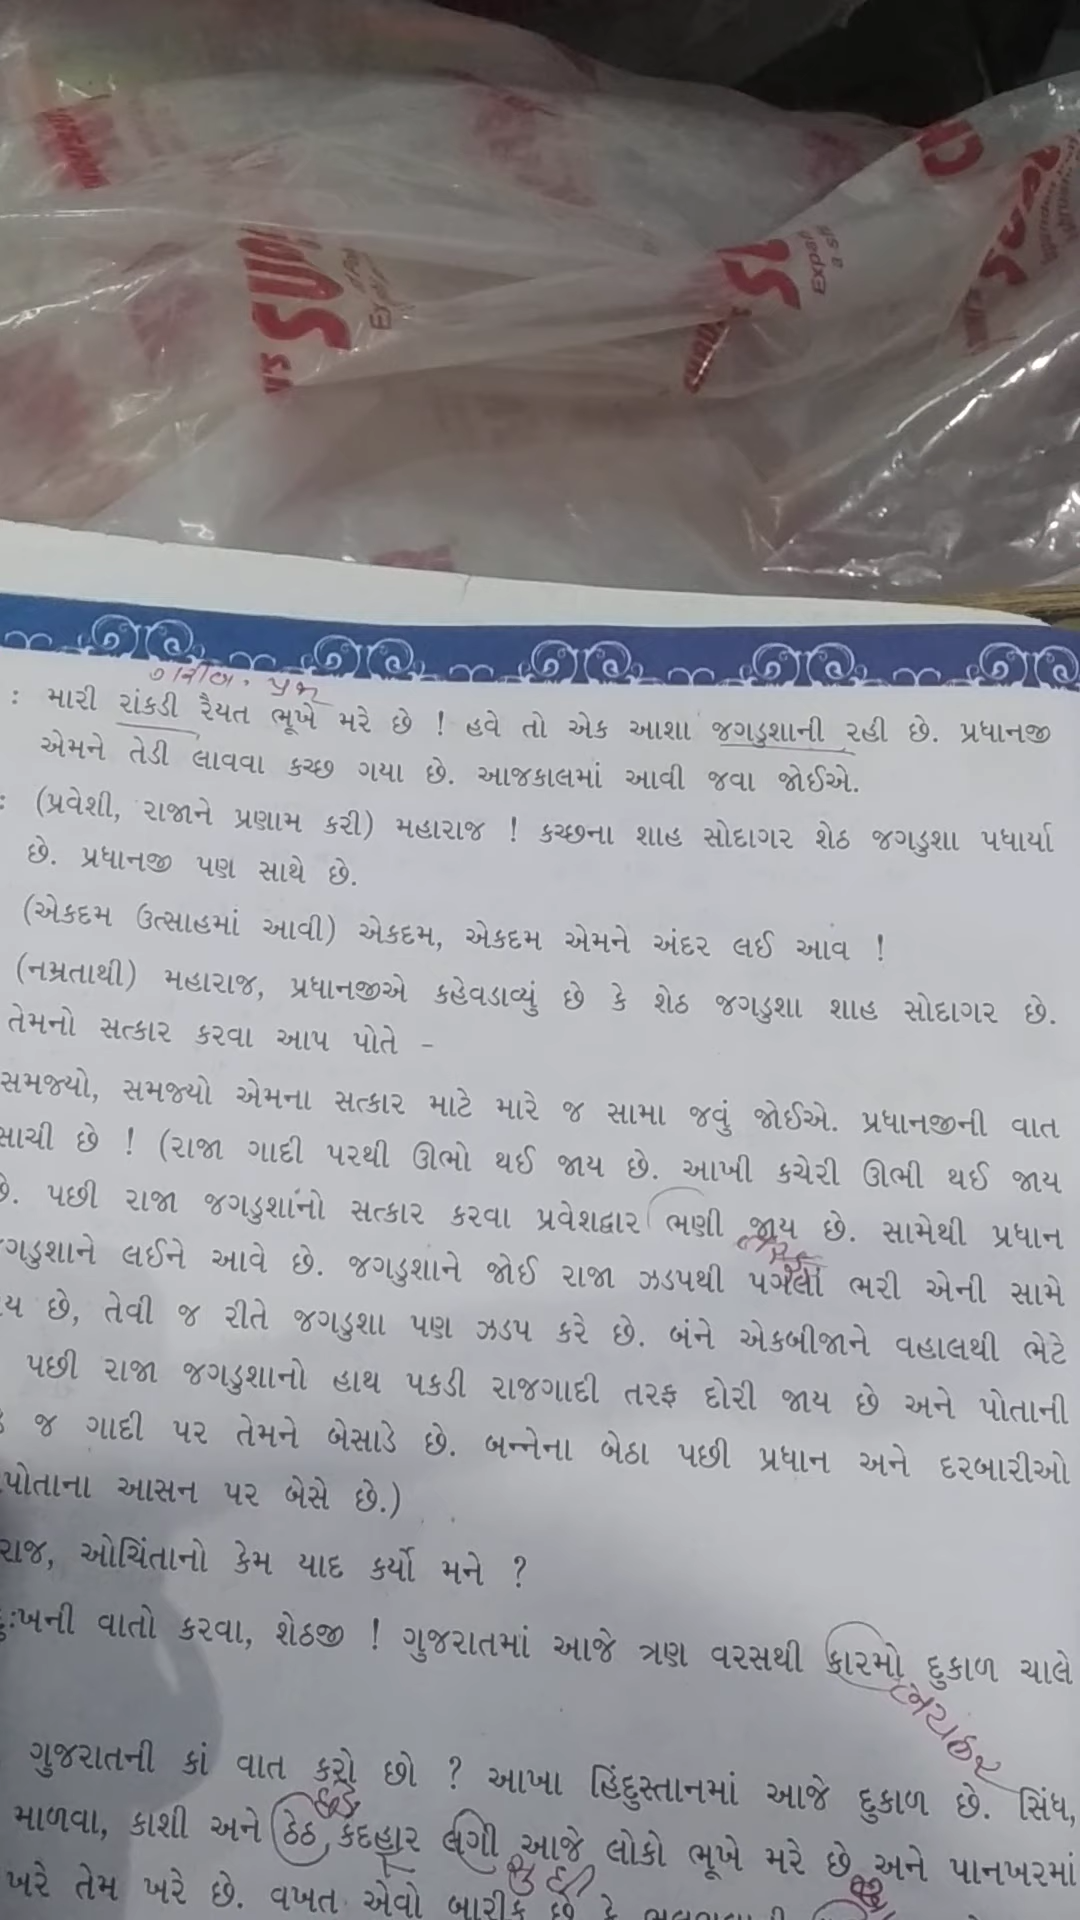 SUM
ગરીબ પ્રજા
: મારી રાંકડી રૈયત ભૂખે મરે છે ! હવે તો એક આશા જગડુશાની રહી છે. પ્રધાનજી
એમને તેડી લાવવા કચ્છ ગયા છે. આજકાલમાં આવી જવા જોઈએ.
: (પ્રવેશી, રાજાને પ્રણામ કરી) મહારાજ ! કચ્છના શાહ સોદાગર શેઠ જગડુશા પધાર્યા
છે. પ્રધાનજી પણ સાથે છે.
(એકદમ ઉત્સાહમાં આવી) એકદમ, એકદમ એમને અંદર લઈ આવ !
(નમ્રતાથી) મહારાજ, પ્રધાનજીએ કહેવડાવ્યું છે કે શેઠ જગડુશા શાહ સોદાગર છે.
તેમનો સત્કાર કરવા આપ પોતે -
સમજ્યો, સમજ્યો એમના સત્કાર માટે મારે જ સામા જવું જોઈએ. પ્રધાનજીની વાત
સાચી છે ! (રાજા ગાદી પરથી ઊભો થઈ જાય છે. આખી કચેરી ઊભી થઈ જાય
છે. પછી રાજા જગડુશાનો સત્કાર કરવા પ્રવેશદ્વાર ભણી જાય છે. સામેથી પ્રધાન
તરફ
ગડુશાને લઈને આવે છે. જગડુશાને જોઈ રાજા ઝડપથી પગલાં ભરી એની સામે
ય છે, તેવી જ રીતે જગડુશા પણ ઝડપ કરે છે. બંને એકબીજાને વહાલથી ભેટે
પછી રાજા જગડુશાનો હાથ પકડી રાજગાદી તરફ દોરી જાય છે અને પોતાની
જ ગાદી પર તેમને બેસાડે છે. બન્નેના બેઠા પછી પ્રધાન અને દરબારીઓ
પોતાના આસન પર બેસે છે.)
રાજ, ઓચિંતાનો કેમ યાદ કર્યો મને ?
દુઃખની વાતો કરવા, શેઠજી ! ગુજરાતમાં આજે ત્રણ વરસથી કારમો દુકાળ ચાલે
ભયંકર
ગુજરાતની કાં વાત કરો છો ? આખા હિંદુસ્તાનમાં આજે દુકાળ છે. સિંધ,
છેક
માળવા, કાશી અને ઠેઠ કંદહાર લગી આજે લોકો ભૂખે મરે છે અને પાનખરમાં
સુધી
ખરે તેમ ખરે છે. વખત એવો બારીક છે કે